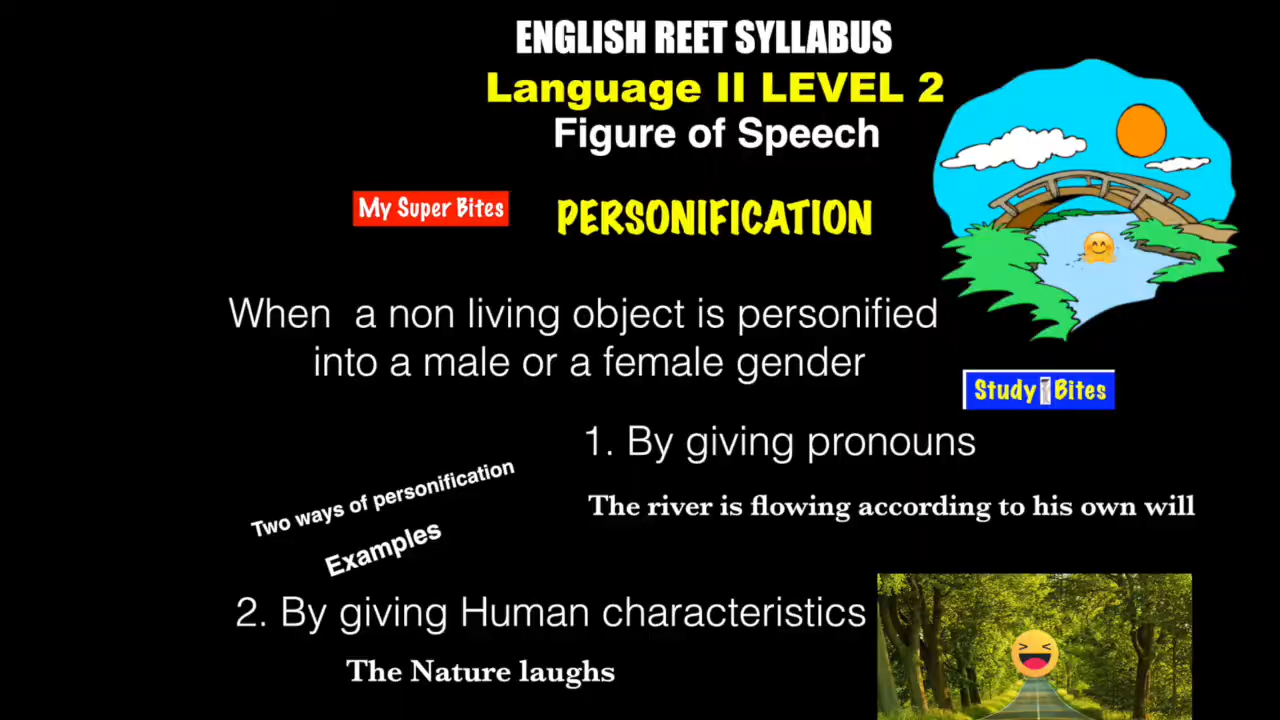 ENGLISH REET SYLLABUS
Language II LEVEL 2
Figure of Speech
My Super Bites
PERSONIFICATION
When a non living object is personified
into a male or a female gender
Study Bites
1. By giving pronouns
Two ways of personification
The river is flowing according to his own will
Examples
2. By giving Human characteristics
The Nature laughs